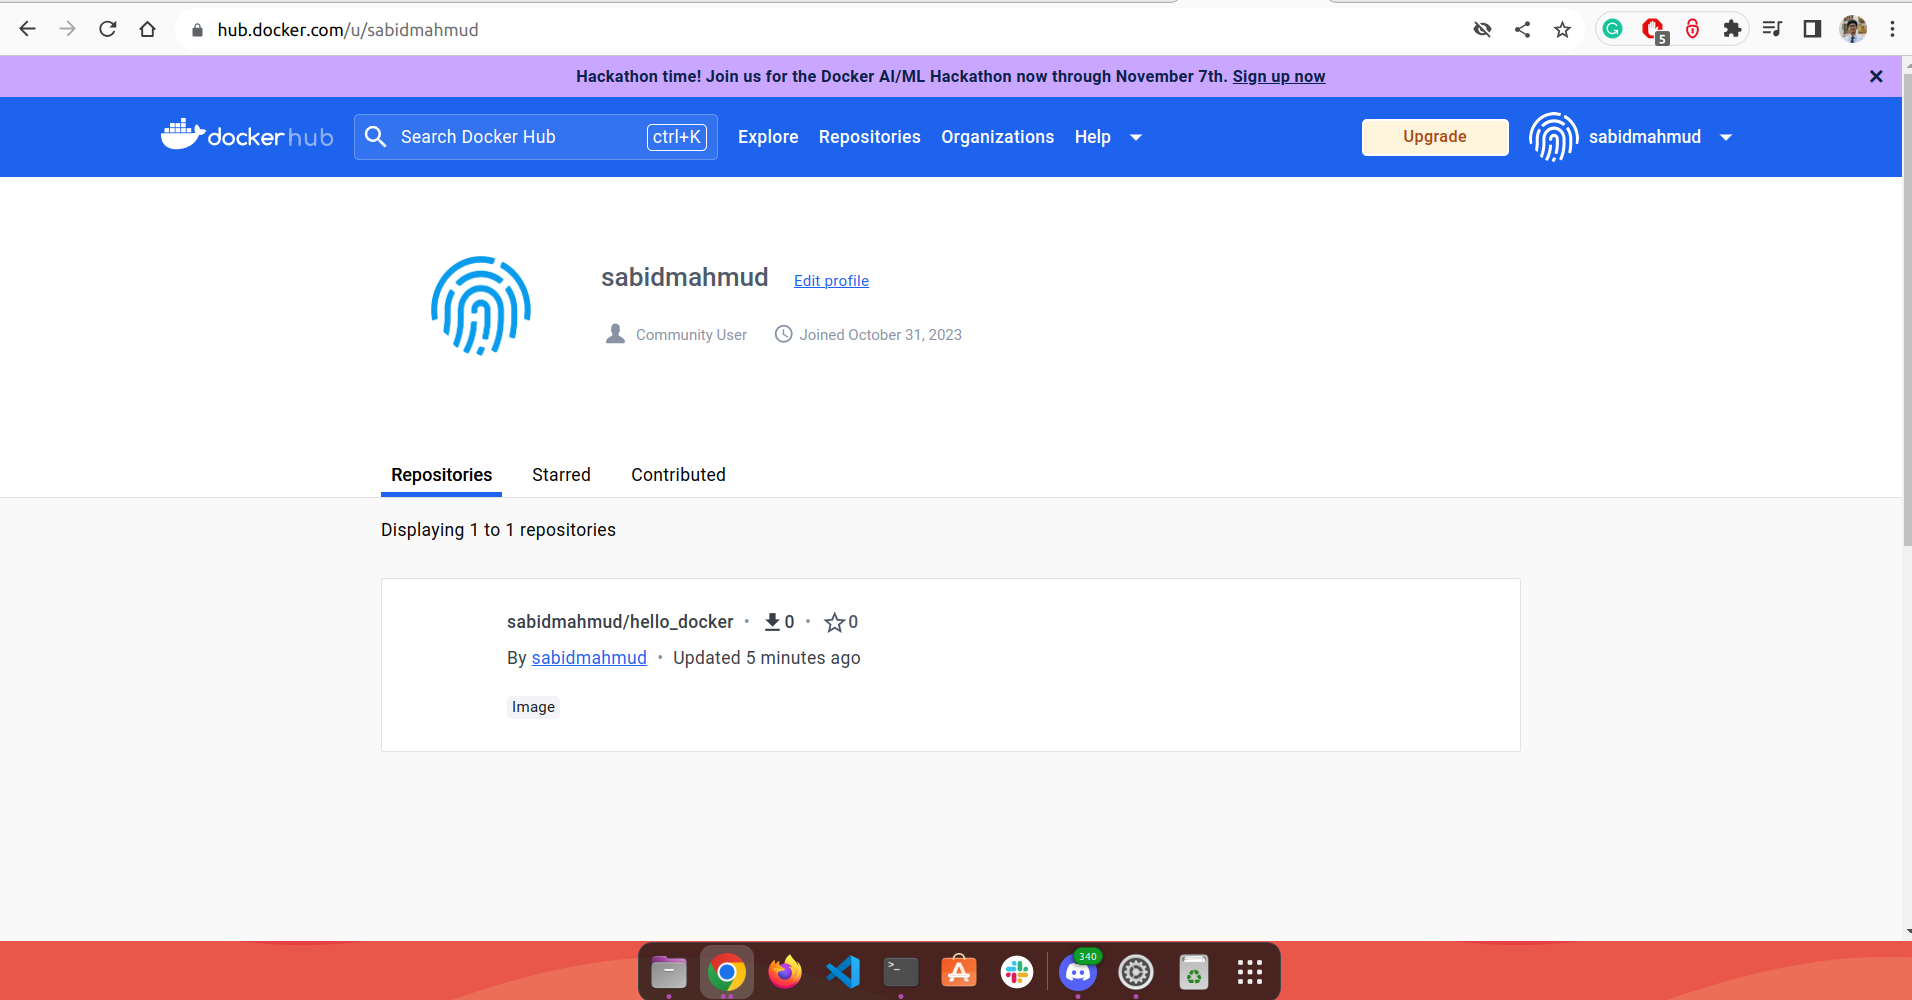 hub.docker.com/u/sabidmahmud
5
Hackathon time! Join us for the Docker AI/ML Hackathon now through November 7th. Sign up now
docker hub
Search Docker Hub ctrl+K
Explore Repositories Organizations Help
Upgrade
sabidmahmud
sabidmahmud Edit profile
Community User Joined October 31, 2023
Repositories Starred Contributed
Displaying 1 to 1 repositories
sabidmahmud/hello_docker • 0 • 0
By sabidmahmud • Updated 5 minutes ago
Image
>_
340